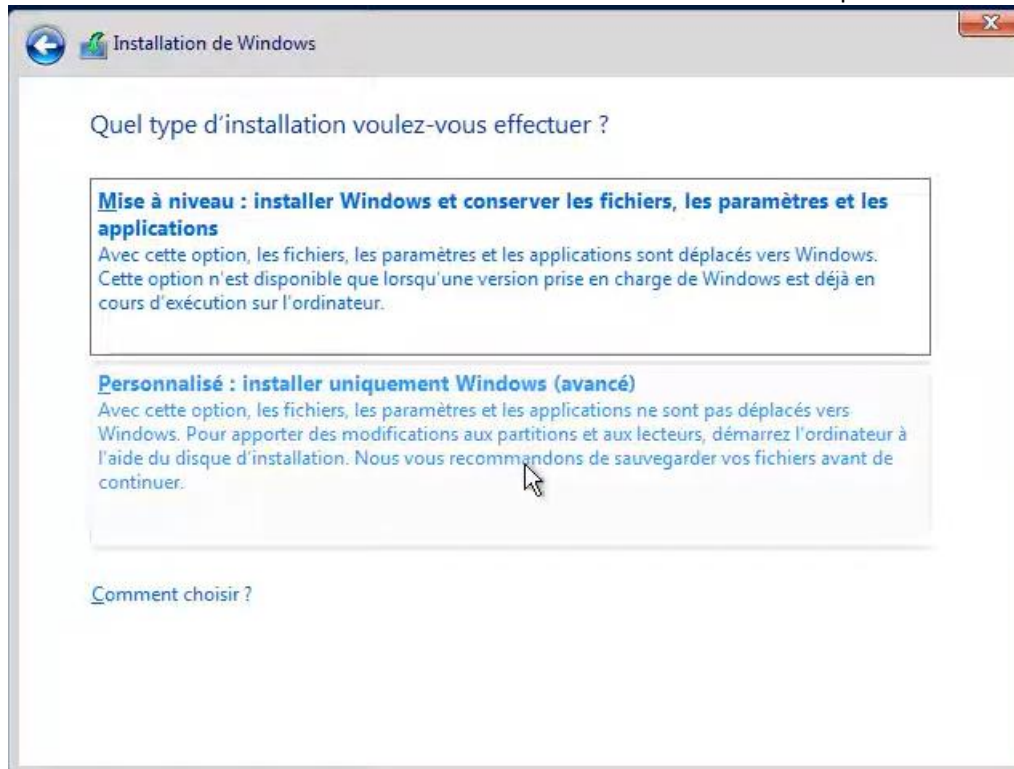 Installation de Windows
Quel type d'installation voulez-vous effectuer ?
Mise à niveau : installer Windows et conserver les fichiers, les paramètres et les
applications
Avec cette option, les fichiers, les paramètres et les applications sont déplacés vers Windows.
Cette option n'est disponible que lorsqu'une version prise en charge de Windows est déjà en
cours d'exécution sur l'ordinateur.
Personnalisé : installer uniquement Windows (avancé)
Avec cette option, les fichiers, les paramètres et les applications ne sont pas déplacés vers
Windows. Pour apporter des modifications aux partitions et aux lecteurs, démarrez l'ordinateur à
l'aide du disque d'installation. Nous vous recommandons de sauvegarder vos fichiers avant de
continuer.
Comment choisir ?